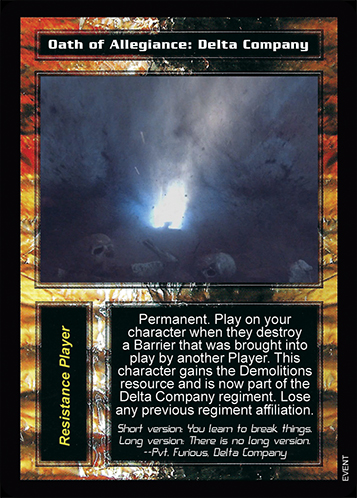 Oath of Allegiance: Delta Company
Resistance Player
Permanent. Play on your
character when they destroy
a Barrier that was brought into
play by another Player. This
character gains the Demolitions
resource and is now part of the
Delta Company regiment. Lose
any previous regiment affiliation.
Short version: You learn to break things.
Long version: There is no long version.
--Pvt. Furious, Delta Company
EVENT